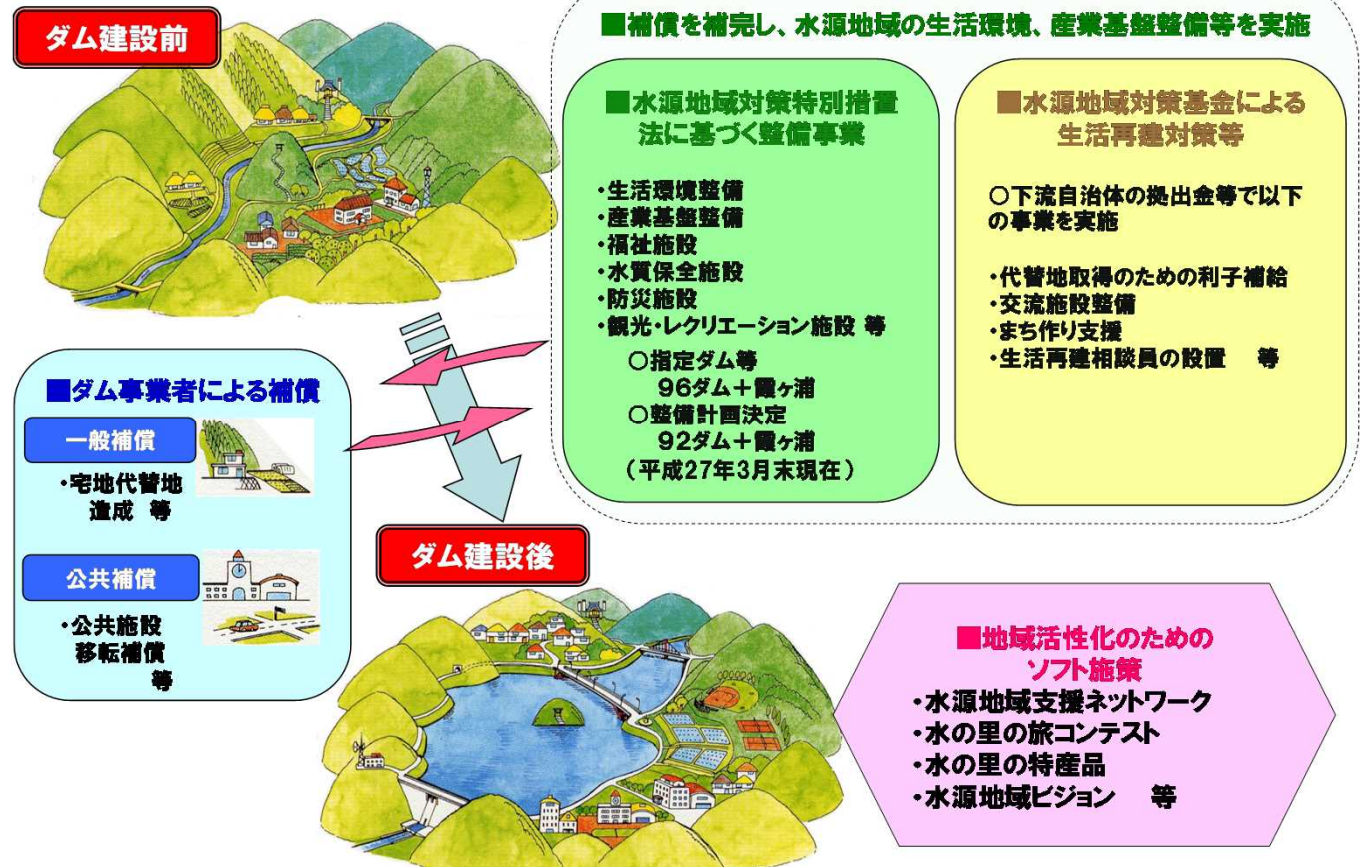 ダム建設前
■補償を補完し、水源地域の生活環境、産業基盤整備等を実施
■水源地域対策特別措置
法に基づく整備事業
・生活環境整備
・産業基盤整備
・福祉施設
・水質保全施設
・防災施設
・観光・レクリエーション施設 等
○指定ダム等
96ダム+霞ヶ浦
○整備計画決定
92ダム+霞ヶ浦
(平成27年3月末現在)
■水源地域対策基金による
生活再建対策等
○下流自治体の拠出金等で以下
の事業を実施
・代替地取得のための利子補給
・交流施設整備
・まち作り支援
・生活再建相談員の設置 等
■ダム事業者による補償
一般補償
・宅地代替地
造成 等
公共補償
・公共施設
移転補償
等
ダム建設後
■地域活性化のための
ソフト施策
・水源地域支援ネットワーク
・水の里の旅コンテスト
・水の里の特産品
・水源地域ビジョン 等